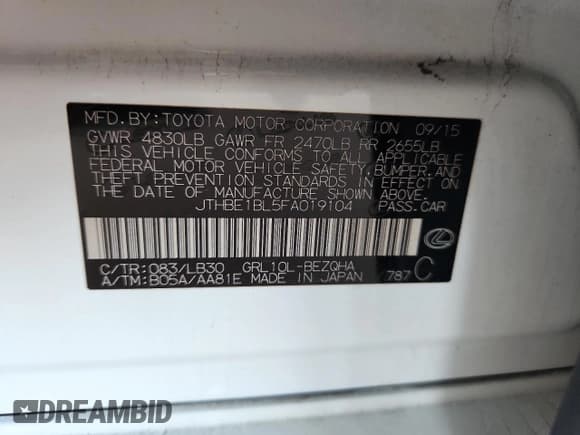 MFD.BY: TOYOTA MOTOR CORPORATION 09/15
GVWR 4830LB GAWR FR 2470LB RR 2655LB
THIS VEHICLE CONFORMS TO ALL APPLICABLE
FEDERAL MOTOR VEHICLE SAFETY,BUMPER,AND
THEFT PREVENTION STANDARDS IN EFFECT ON
THE DATE OF MANUFACTURE SHOWN ABOVE.
JTHBE1BL5FA019104 PASS.CAR
C/TR:083/LB30 GRL10L-BEZQHA
A/TM:B05A/AA81E MADE IN JAPAN 787 C
DREAMBID